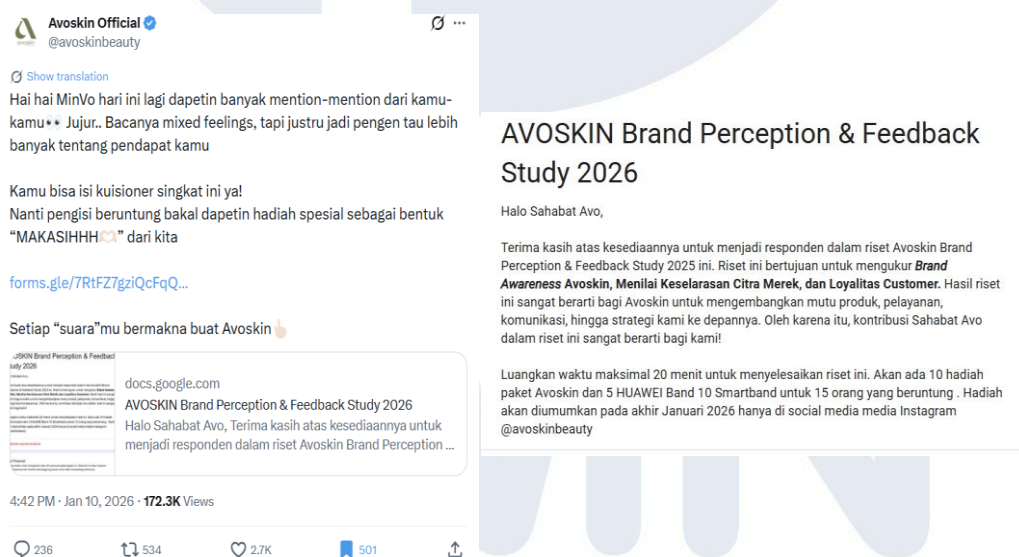 Avoskin Official
@avoskinbeauty
Show translation
Hai hai MinVo hari ini lagi dapetin banyak mention-mention dari kamu-
kamu👀 Jujur.. Bacanya mixed feelings, tapi justru jadi pengen tau lebih
banyak tentang pendapat kamu
Kamu bisa isi kuisioner singkat ini ya!
Nanti pengisi beruntung bakal dapetin hadiah spesial sebagai bentuk
“MAKASIHHH🫶🏻” dari kita
forms.gle/7RtFZ7gziQcFqQ...
Setiap “suara”mu bermakna buat Avoskin👆🏻
docs.google.com
AVOSKIN Brand Perception & Feedback Study 2026
Halo Sahabat Avo, Terima kasih atas kesediaannya untuk
menjadi responden dalam riset Avoskin Brand Perception ...
4:42 PM · Jan 10, 2026 · 172.3K Views
236 534 2.7K 501
AVOSKIN Brand Perception & Feedback
Study 2026
Halo Sahabat Avo,
Terima kasih atas kesediaannya untuk menjadi responden dalam riset Avoskin Brand
Perception & Feedback Study 2025 ini. Riset ini bertujuan untuk mengukur Brand
Awareness Avoskin, Menilai Keselarasan Citra Merek, dan Loyalitas Customer. Hasil riset
ini sangat berarti bagi Avoskin untuk mengembangkan mutu produk, pelayanan,
komunikasi, hingga strategi kami ke depannya. Oleh karena itu, kontribusi Sahabat Avo
dalam riset ini sangat berarti bagi kami!
Luangkan waktu maksimal 20 menit untuk menyelesaikan riset ini. Akan ada 10 hadiah
paket Avoskin dan 5 HUAWEI Band 10 Smartband untuk 15 orang yang beruntung . Hadiah
akan diumumkan pada akhir Januari 2026 hanya di social media media Instagram
@avoskinbeauty